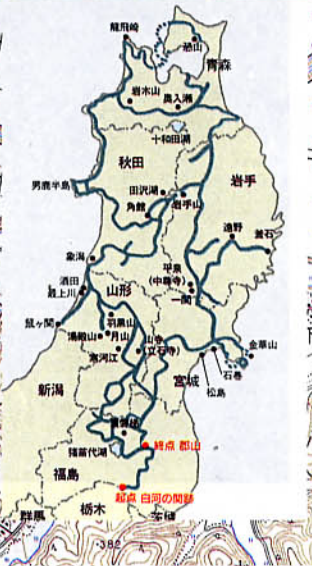 龍飛崎
恐山
青森
岩木山
奥入瀬
十和田湖
秋田
岩手
男鹿半島
田沢湖
角館
岩手山
遠野
釜石
象潟
平泉
(中尊寺)
酒田
最上川
山形
一関
鼠ヶ関
羽黒山
湯殿山
月山
山寺
(立石寺)
寒河江
金華山
石巻
松島
宮城
新潟
猪苗代湖
終点 郡山
福島
起点 白河の関跡
群馬
栃木
茨城
382